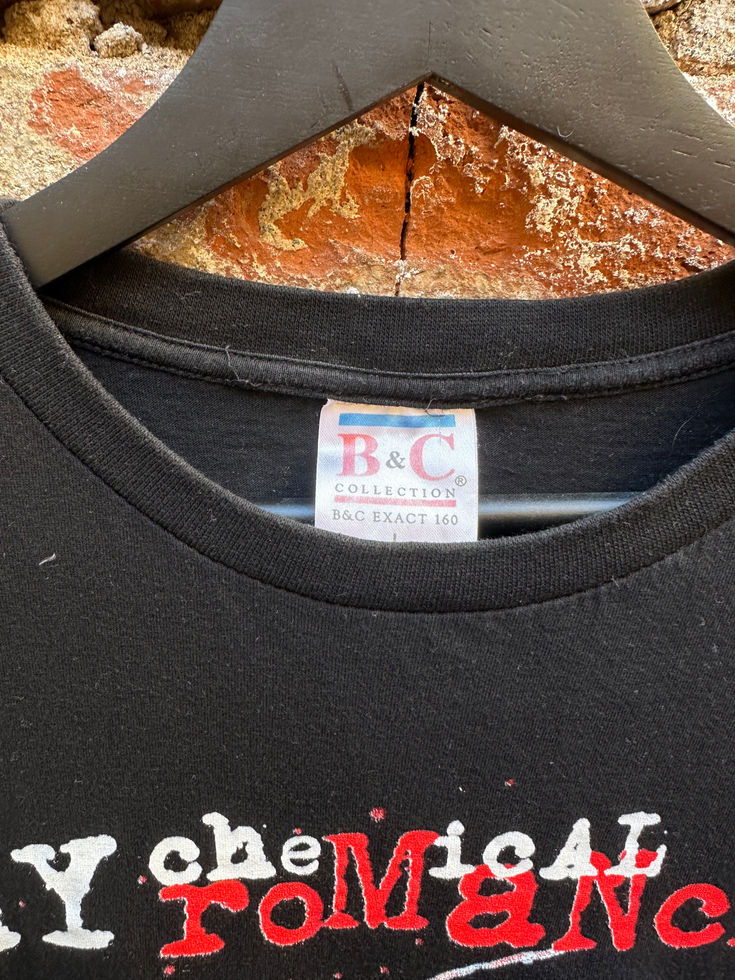 B&C
COLLECTION®
B&C EXACT 160
Y cheMicAL
roMaNc